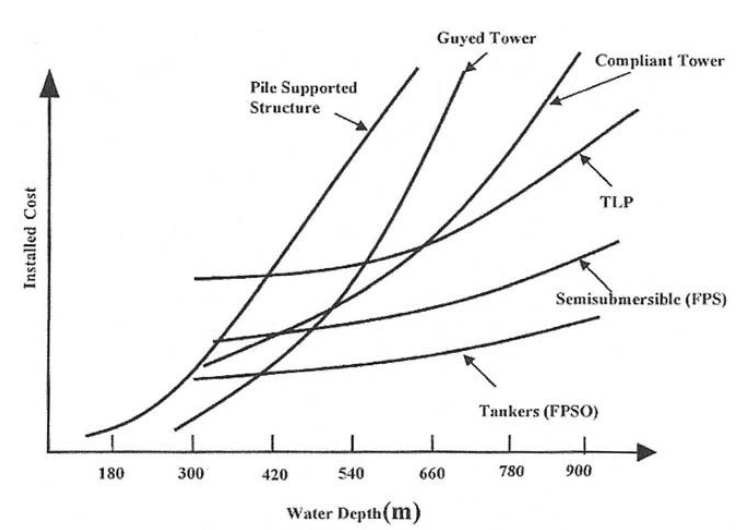 Guyed Tower
Compliant Tower
Pile Supported
Structure
TLP
Installed Cost
Semisubmersible (FPS)
Tankers (FPSO)
180 300 420 540 660 780 900
Water Depth(m)